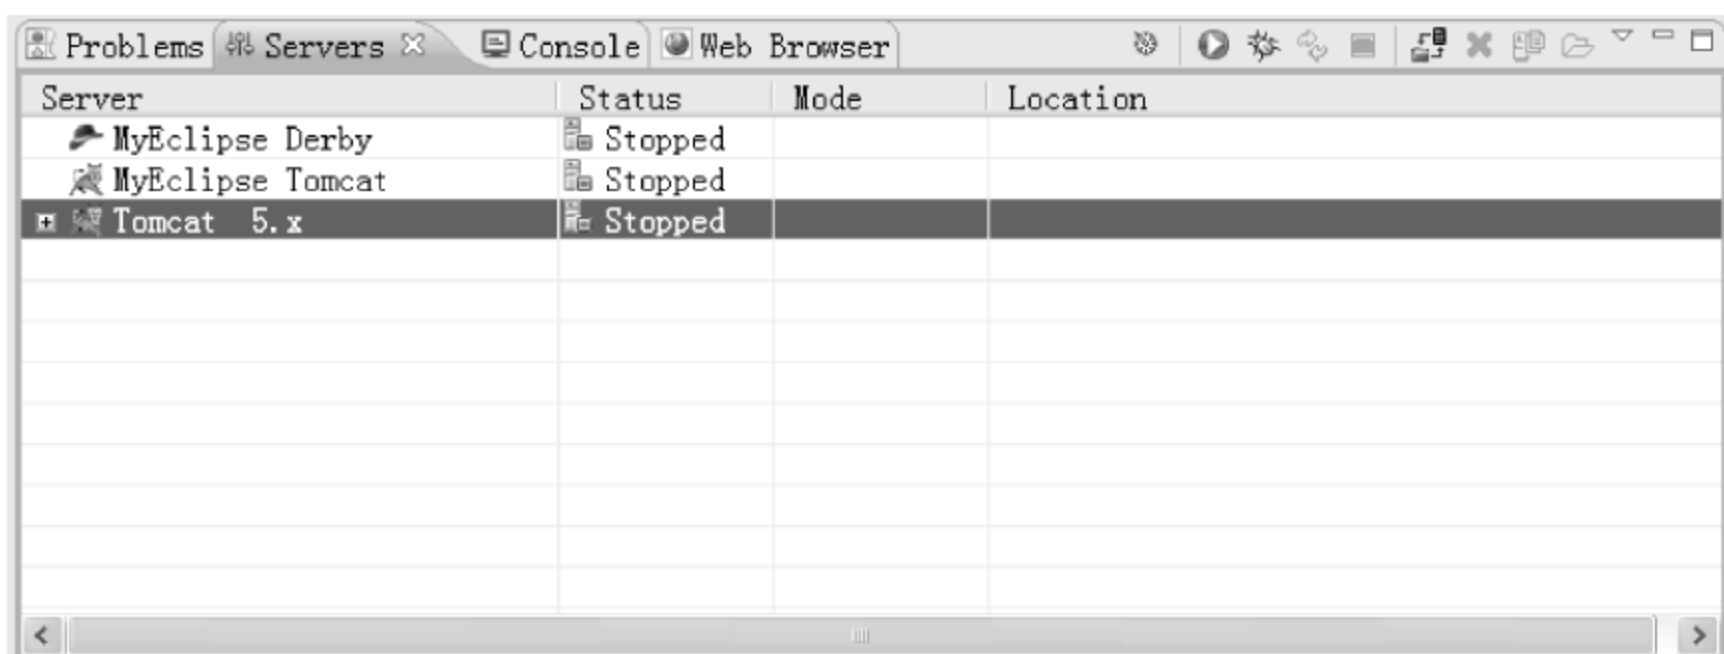 Problems Servers Console Web Browser
Server Status Mode Location
MyEclipse Derby Stopped
MyEclipse Tomcat Stopped
Tomcat 5.x Stopped